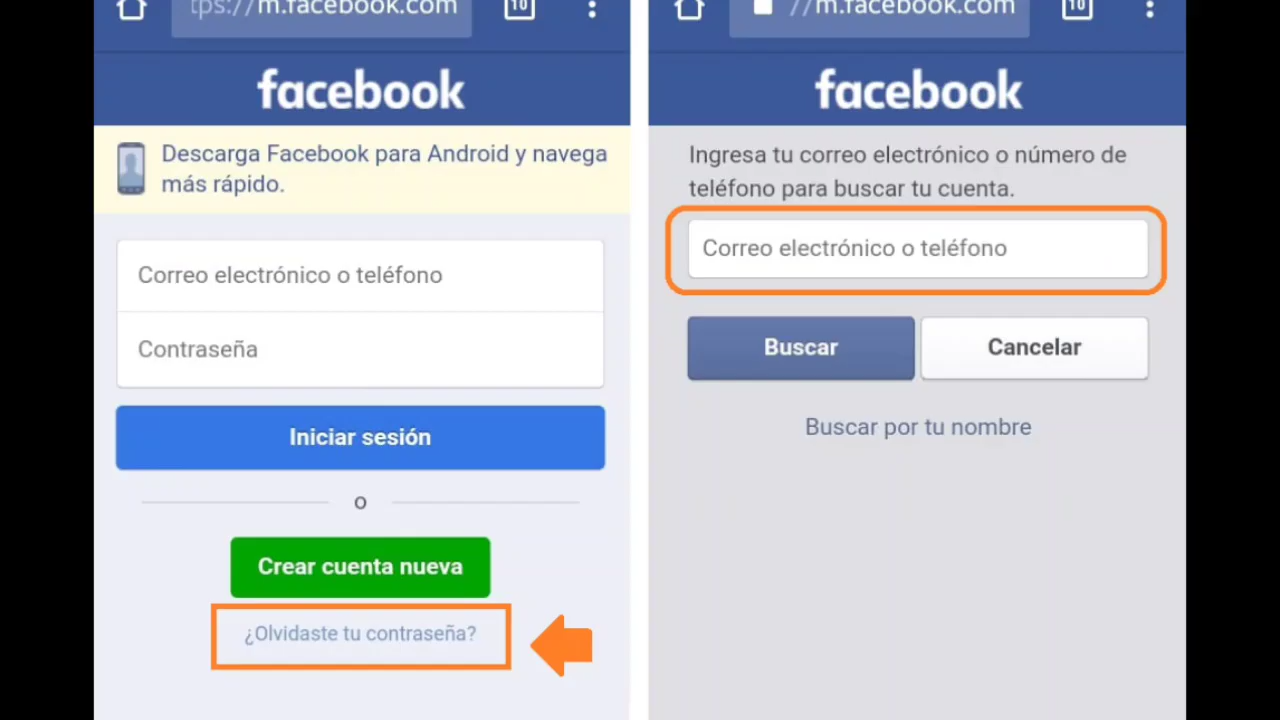 tps://m.facebook.com
10
facebook
Descarga Facebook para Android y navega
más rápido.
Correo electrónico o teléfono
Contraseña
Iniciar sesión
o
Crear cuenta nueva
¿Olvidaste tu contraseña?
//m.facebook.com
10
facebook
Ingresa tu correo electrónico o número de
teléfono para buscar tu cuenta.
Correo electrónico o teléfono
Buscar
Cancelar
Buscar por tu nombre